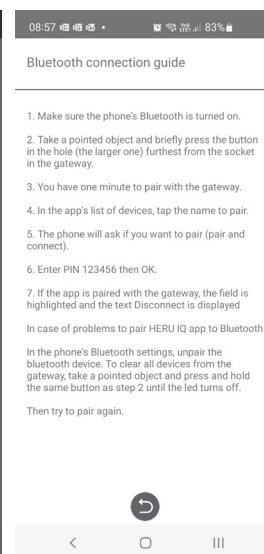 08:57 83%
Bluetooth connection guide
1. Make sure the phone's Bluetooth is turned on.
2. Take a pointed object and briefly press the button
in the hole (the larger one) furthest from the socket
in the gateway.
3. You have one minute to pair with the gateway.
4. In the app's list of devices, tap the name to pair.
5. The phone will ask if you want to pair (pair and
connect).
6. Enter PIN 123456 then OK.
7. If the app is paired with the gateway, the field is
highlighted and the text Disconnect is displayed
In case of problems to pair HERU IQ app to Bluetooth
In the phone's Bluetooth settings, unpair the
bluetooth device. To clear all devices from the
gateway, take a pointed object and press and hold
the same button as step 2 until the led turns off.
Then try to pair again.